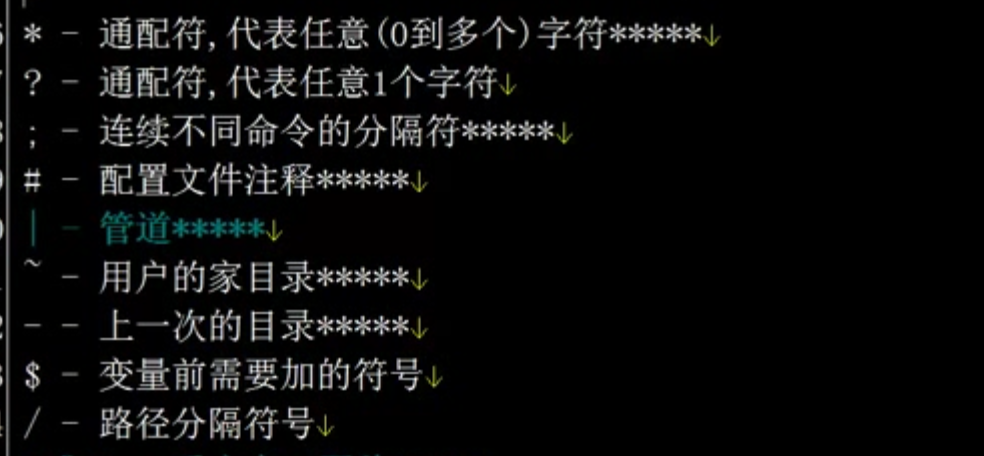 * - 通配符,代表任意(0到多个)字符*****↓
? - 通配符,代表任意1个字符↓
; - 连续不同命令的分隔符*****↓
# - 配置文件注释*****↓
| - 管道*****↓
~ - 用户的家目录*****↓
- - 上一次的目录*****↓
$ - 变量前需要加的符号↓
/ - 路径分隔符号↓